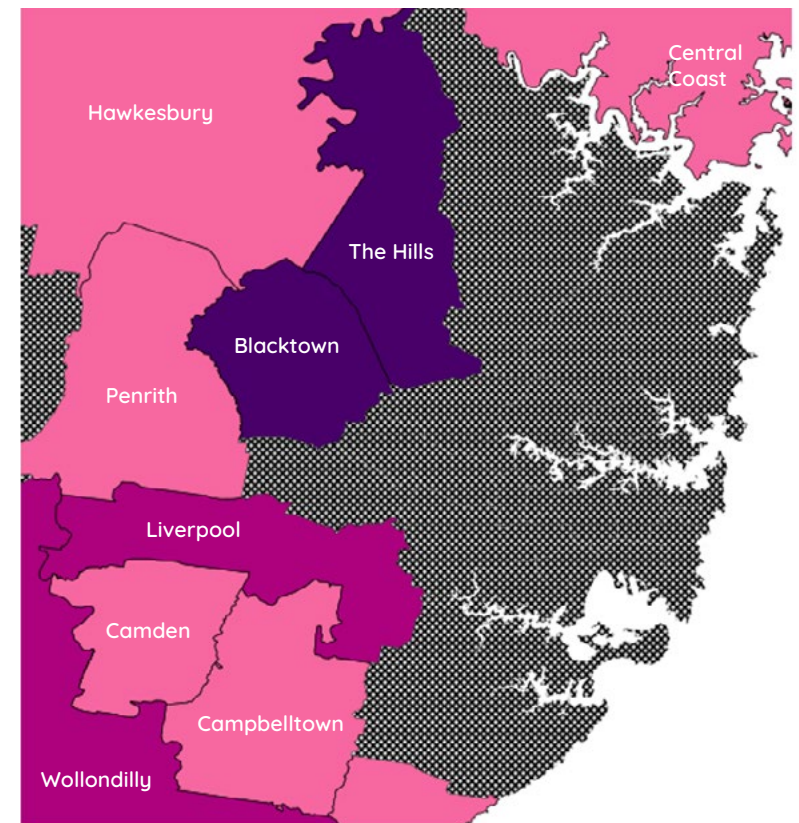 Central
Coast
Hawkesbury
The Hills
Blacktown
Penrith
Liverpool
Camden
Campbelltown
Wollondilly